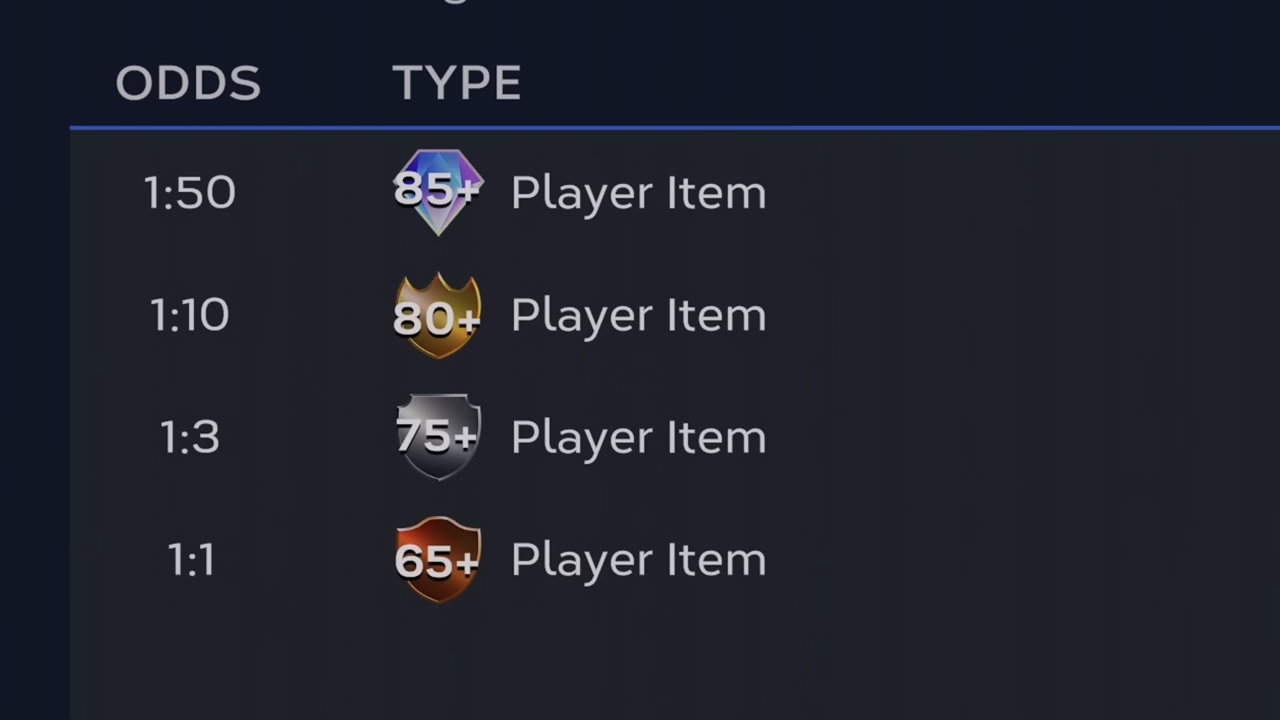 ODDS TYPE
1:50 85+ Player Item
1:10 80+ Player Item
1:3 75+ Player Item
1:1 65+ Player Item